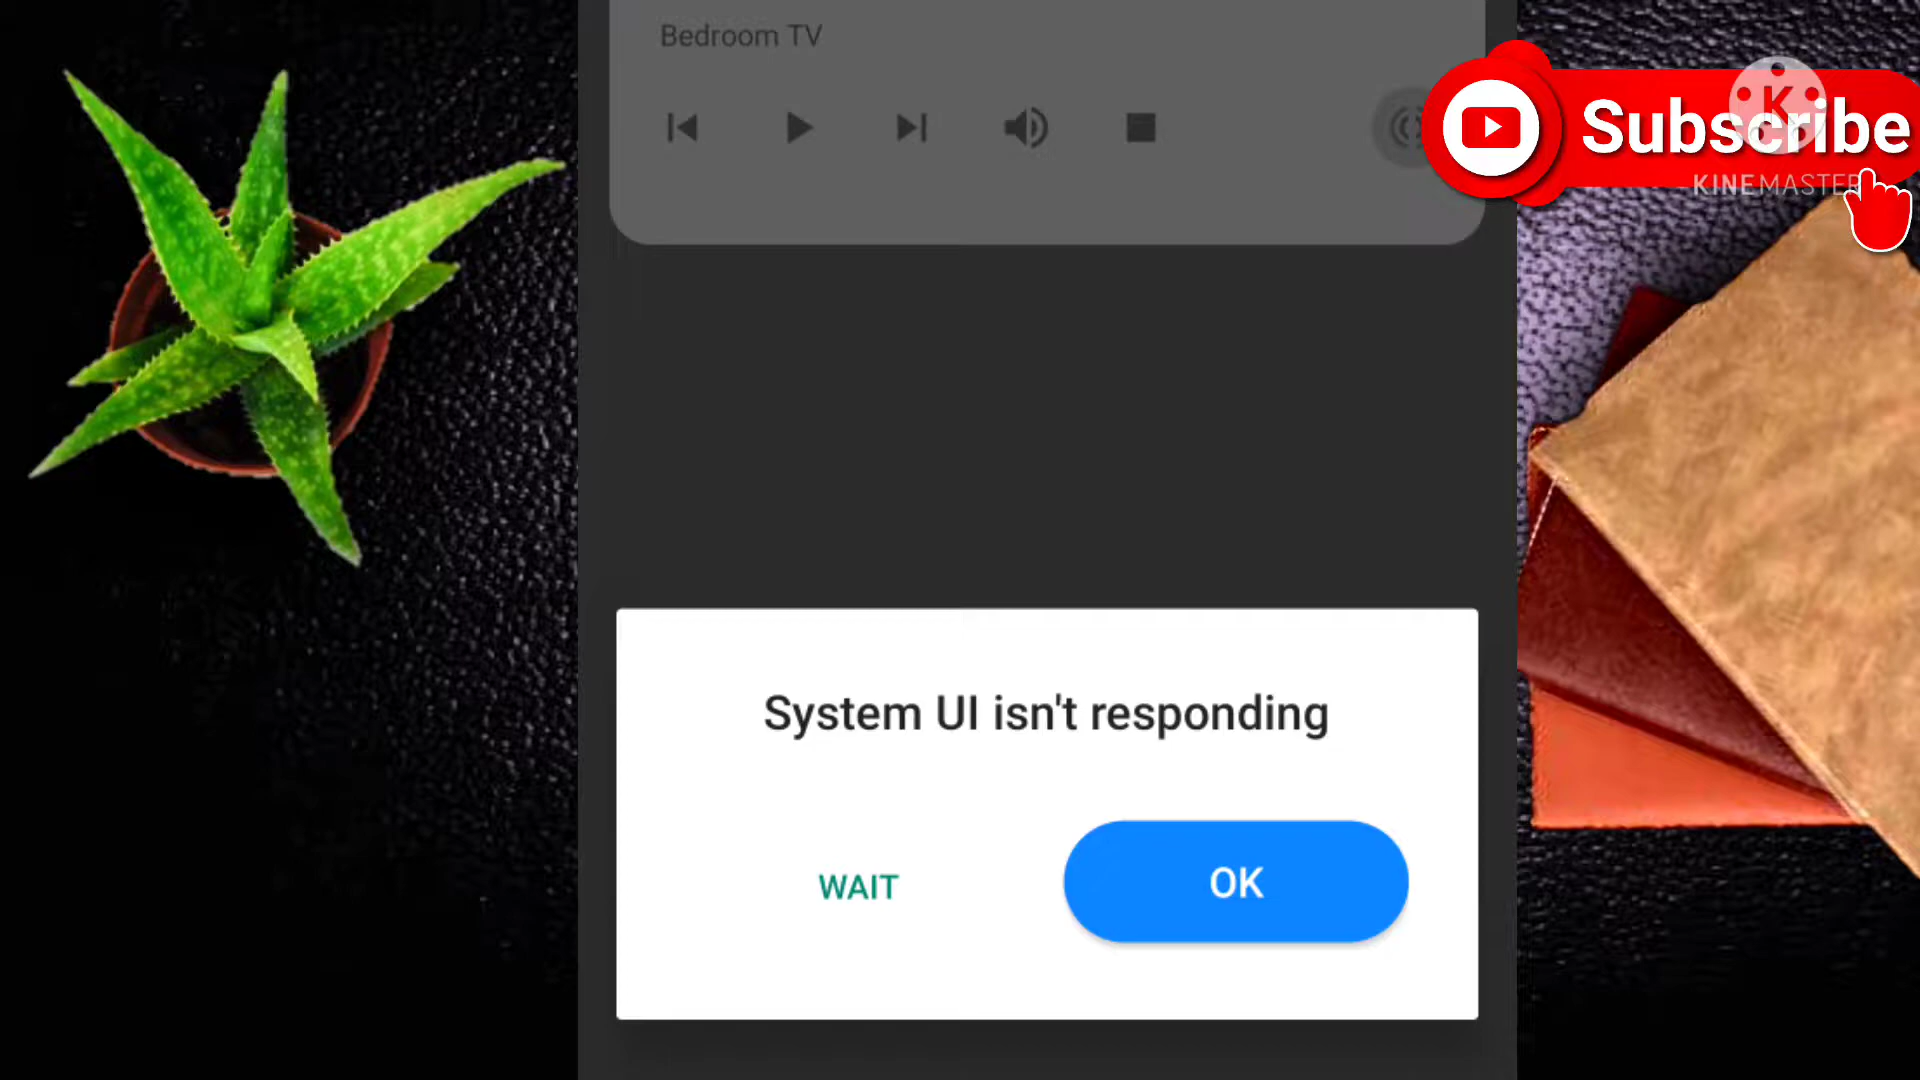 Bedroom TV
Subscribe
K
KINEMASTER
System UI isn't responding
WAIT
OK